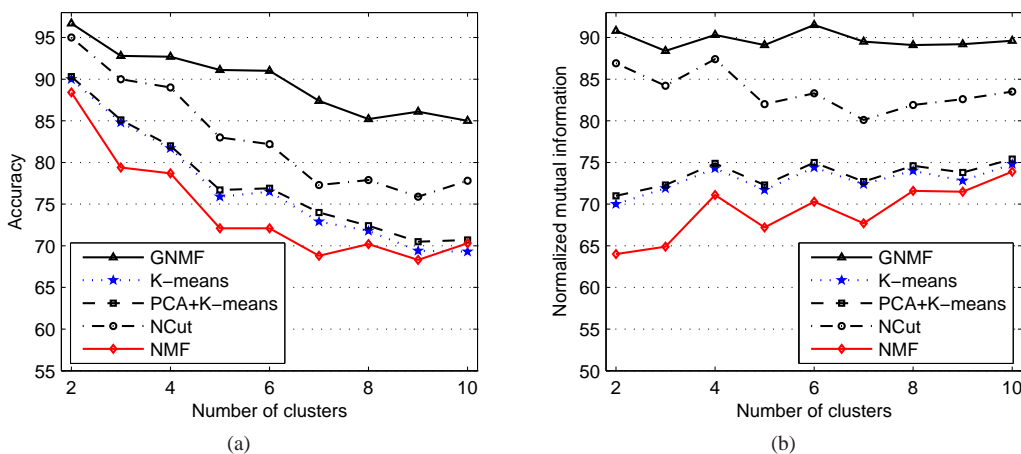 95
90
85
80
75
70
65
60
55
2
4
6
8
10
Accuracy
Number of clusters
GNMF
K−means
PCA+K−means
NCut
NMF
(a)
90
85
80
75
70
65
60
55
50
2
4
6
8
10
Normalized mutual information
Number of clusters
GNMF
K−means
PCA+K−means
NCut
NMF
(b)